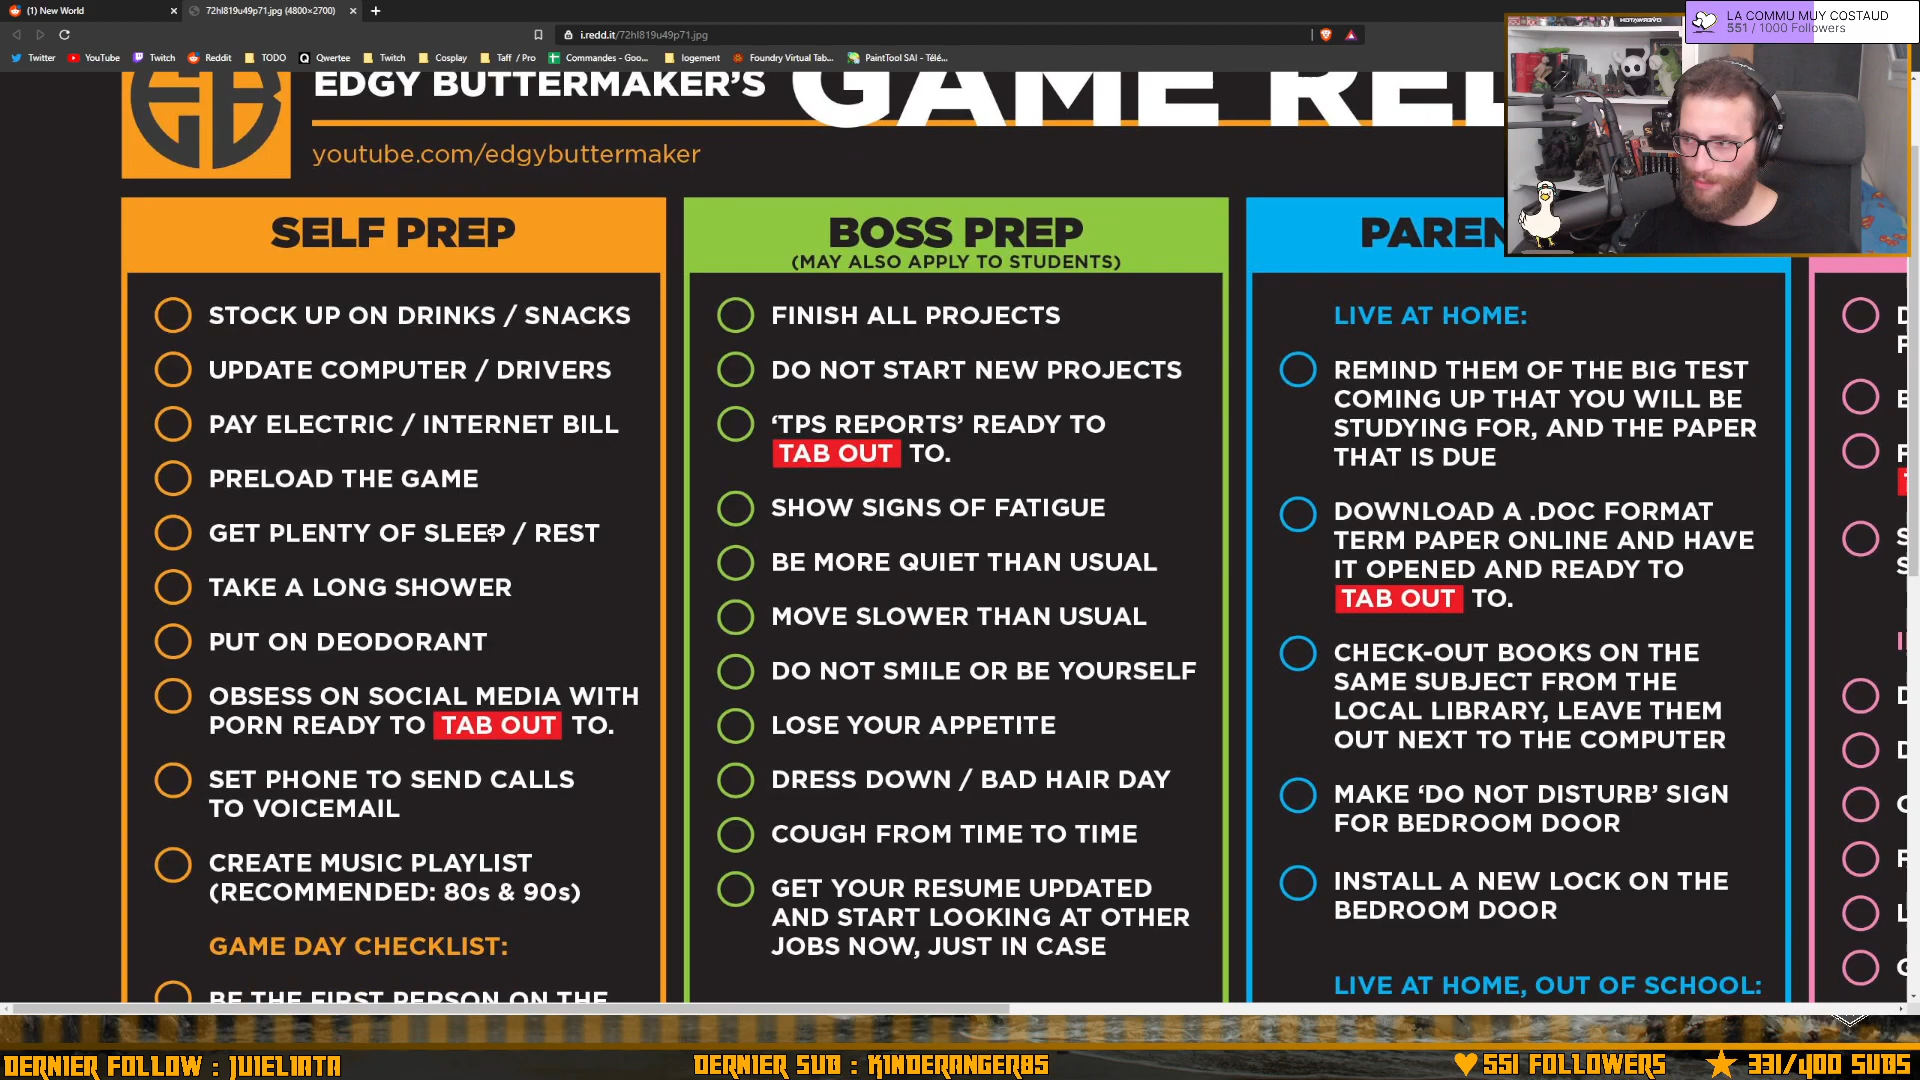 (1) New World
72hl819u49p71.jpg (4800×2700)
i.redd.it/72hl819u49p71.jpg
Twitter YouTube Twitch Reddit TODO Qwertee Twitch Cosplay Taff / Pro Commandes - Goo... logement Foundry Virtual Tab... PaintTool SAI - Télé...
LA COMMU MUY COSTAUD
551 / 1000 Followers
EDGY BUTTERMAKER'S
GAME REL
youtube.com/edgybuttermaker
SELF PREP
STOCK UP ON DRINKS / SNACKS
UPDATE COMPUTER / DRIVERS
PAY ELECTRIC / INTERNET BILL
PRELOAD THE GAME
GET PLENTY OF SLEEP / REST
TAKE A LONG SHOWER
PUT ON DEODORANT
OBSESS ON SOCIAL MEDIA WITH
PORN READY TO TAB OUT TO.
SET PHONE TO SEND CALLS
TO VOICEMAIL
CREATE MUSIC PLAYLIST
(RECOMMENDED: 80s & 90s)
GAME DAY CHECKLIST:
BE THE FIRST PERSON ON THE
BOSS PREP
(MAY ALSO APPLY TO STUDENTS)
FINISH ALL PROJECTS
DO NOT START NEW PROJECTS
‘TPS REPORTS’ READY TO
TAB OUT TO.
SHOW SIGNS OF FATIGUE
BE MORE QUIET THAN USUAL
MOVE SLOWER THAN USUAL
DO NOT SMILE OR BE YOURSELF
LOSE YOUR APPETITE
DRESS DOWN / BAD HAIR DAY
COUGH FROM TIME TO TIME
GET YOUR RESUME UPDATED
AND START LOOKING AT OTHER
JOBS NOW, JUST IN CASE
PAREN
LIVE AT HOME:
REMIND THEM OF THE BIG TEST
COMING UP THAT YOU WILL BE
STUDYING FOR, AND THE PAPER
THAT IS DUE
DOWNLOAD A .DOC FORMAT
TERM PAPER ONLINE AND HAVE
IT OPENED AND READY TO
TAB OUT TO.
CHECK-OUT BOOKS ON THE
SAME SUBJECT FROM THE
LOCAL LIBRARY, LEAVE THEM
OUT NEXT TO THE COMPUTER
MAKE ‘DO NOT DISTURB’ SIGN
FOR BEDROOM DOOR
INSTALL A NEW LOCK ON THE
BEDROOM DOOR
LIVE AT HOME, OUT OF SCHOOL:
DERNIER FOLLOW : JUIEL1ATA
DERNIER SUB : KINDERANGER85
551 FOLLOWERS
331/400 SUBS